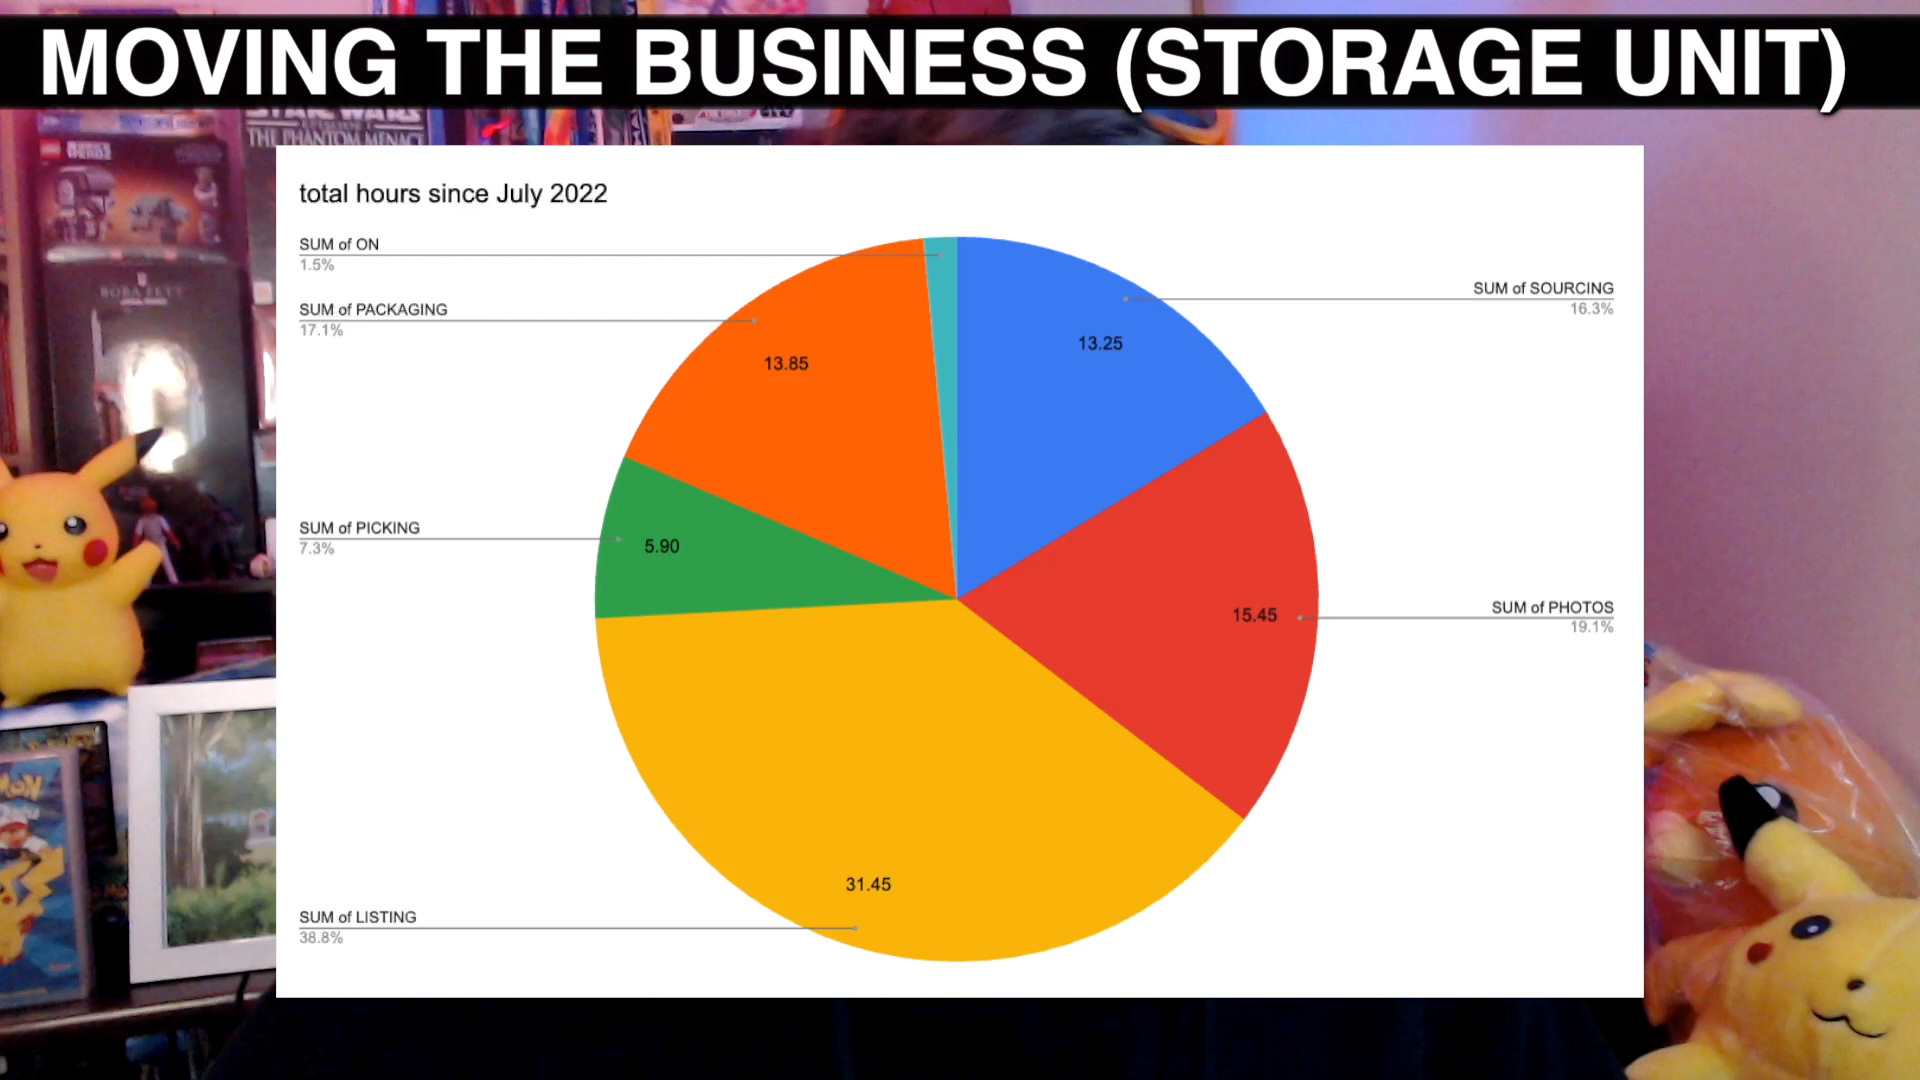 MOVING THE BUSINESS (STORAGE UNIT)
STAR WARS
THE PHANTOM MENACE
BOBA FETT
total hours since July 2022
SUM of ON
1.5%
SUM of PACKAGING
17.1%
SUM of PICKING
7.3%
SUM of LISTING
38.8%
SUM of SOURCING
16.3%
SUM of PHOTOS
19.1%
13.25
15.45
31.45
5.90
13.85